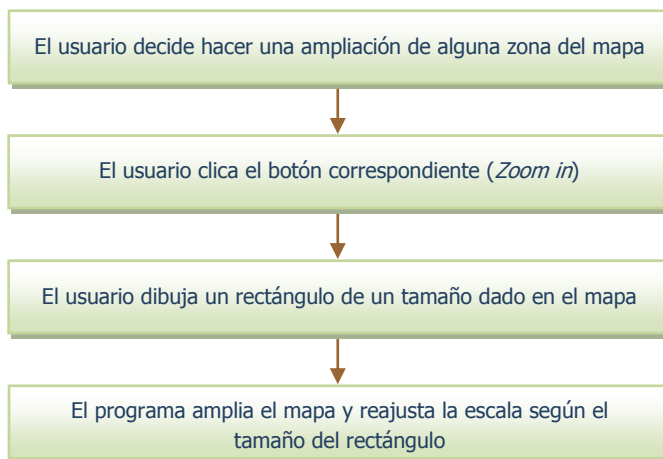 El usuario decide hacer una ampliación de alguna zona del mapa
El usuario clica el botón correspondiente (Zoom in)
El usuario dibuja un rectángulo de un tamaño dado en el mapa
El programa amplia el mapa y reajusta la escala según el
tamaño del rectángulo